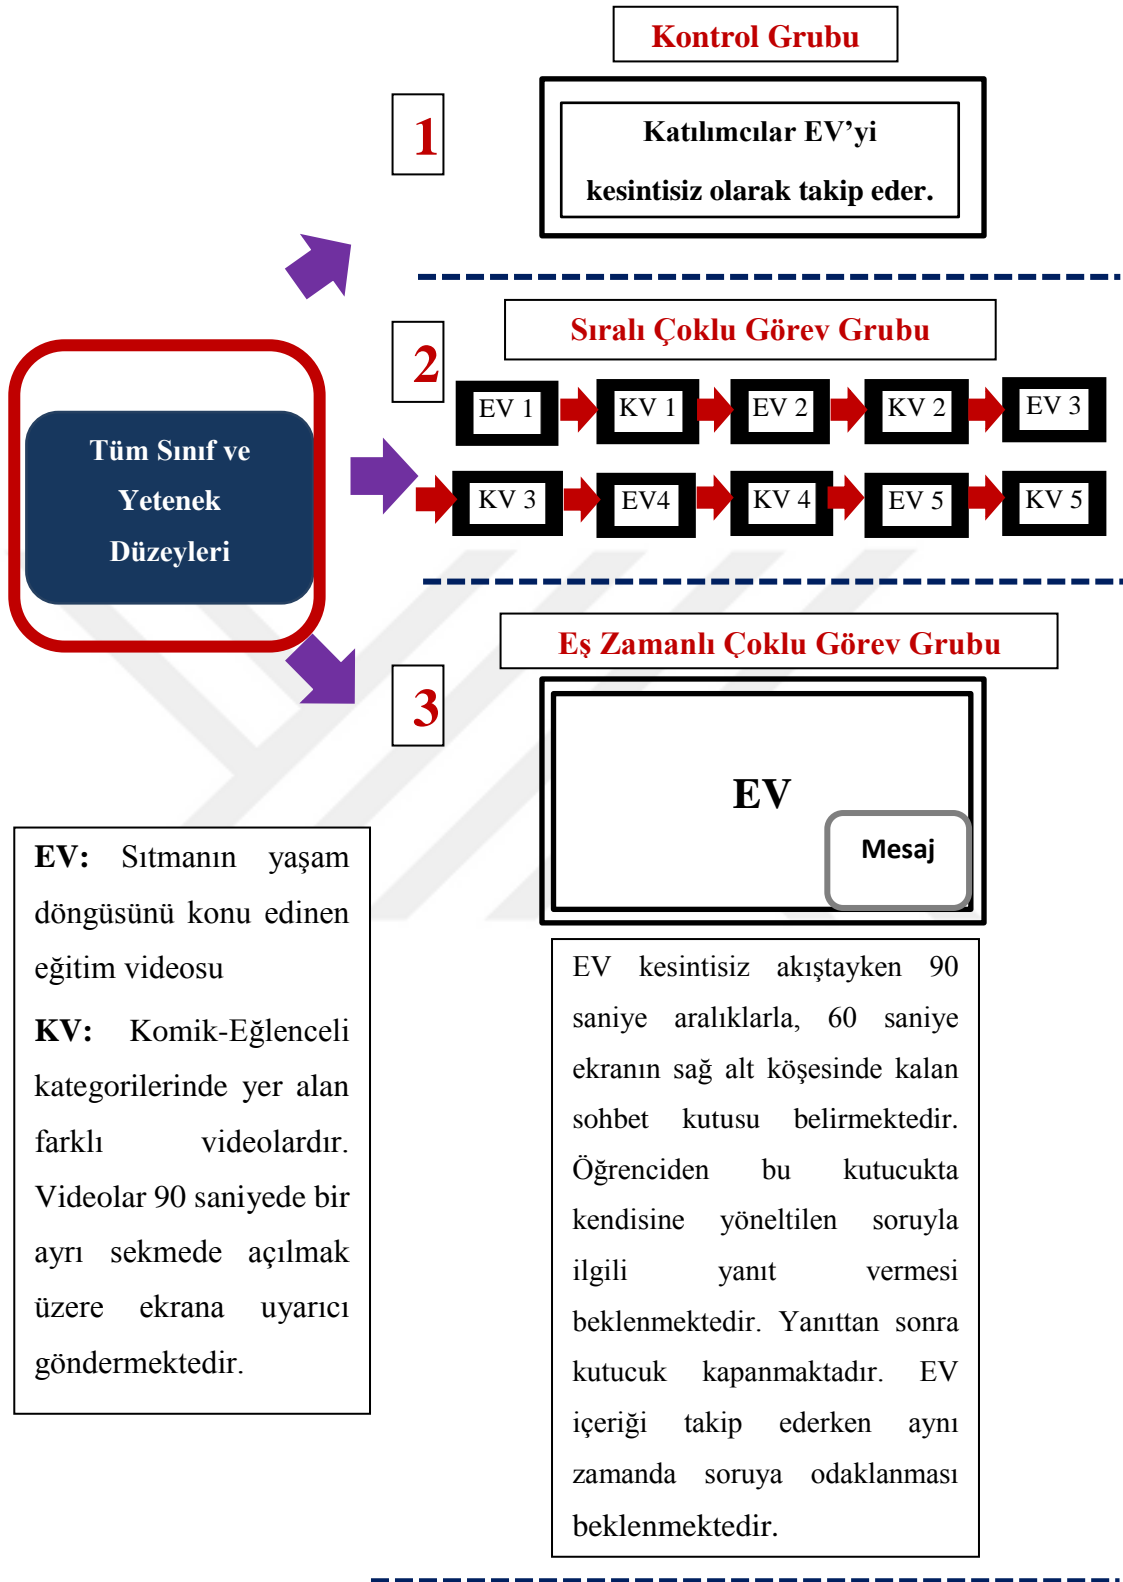 Kontrol Grubu
1
Katılımcılar EV’yi
kesintisiz olarak takip eder.
2
Sıralı Çoklu Görev Grubu
EV 1
KV 1
EV 2
KV 2
EV 3
KV 3
EV4
KV 4
EV 5
KV 5
Tüm Sınıf ve
Yetenek
Düzeyleri
Eş Zamanlı Çoklu Görev Grubu
3
EV
Mesaj
EV: Sıtmanın yaşam
döngüsünü konu edinen
eğitim videosu
KV: Komik-Eğlenceli
kategorilerinde yer alan
farklı videolardır.
Videolar 90 saniyede bir
ayrı sekmede açılmak
üzere ekrana uyarıcı
göndermektedir.
EV kesintisiz akıştayken 90
saniye aralıklarla, 60 saniye
ekranın sağ alt köşesinde kalan
sohbet kutusu belirmektedir.
Öğrenciden bu kutucukta
kendisine yöneltilen soruyla
ilgili yanıt vermesi
beklenmektedir. Yanıttan sonra
kutucuk kapanmaktadır. EV
içeriği takip ederken aynı
zamanda soruya odaklanması
beklenmektedir.